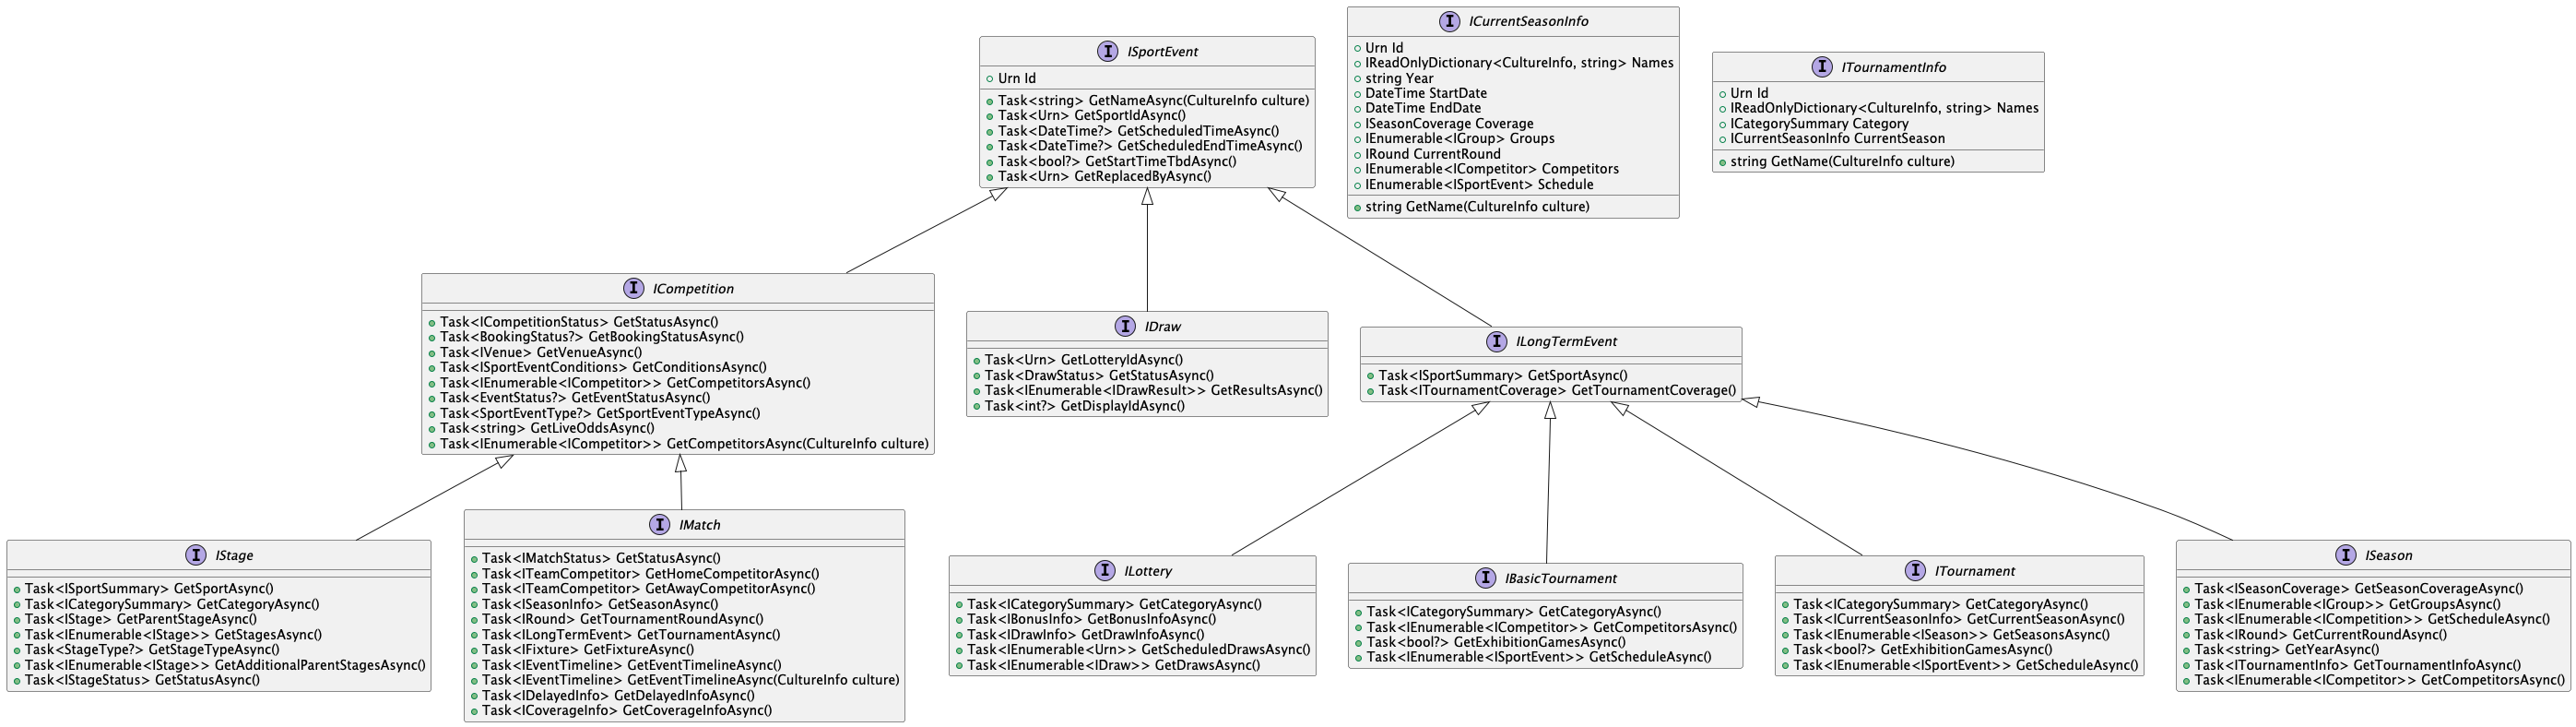 I ISportEvent
Urn Id
Task<string> GetNameAsync(CultureInfo culture)
Task<Urn> GetSportIdAsync()
Task<DateTime?> GetScheduledTimeAsync()
Task<DateTime?> GetScheduledEndTimeAsync()
Task<bool?> GetStartTimeTbdAsync()
Task<Urn> GetReplacedByAsync()
I ICurrentSeasonInfo
Urn Id
IReadOnlyDictionary<CultureInfo, string> Names
string Year
DateTime StartDate
DateTime EndDate
ISeasonCoverage Coverage
IEnumerable<IGroup> Groups
IRound CurrentRound
IEnumerable<ICompetitor> Competitors
IEnumerable<ISportEvent> Schedule
string GetName(CultureInfo culture)
I ITournamentInfo
Urn Id
IReadOnlyDictionary<CultureInfo, string> Names
ICategorySummary Category
ICurrentSeasonInfo CurrentSeason
string GetName(CultureInfo culture)
I ICompetition
Task<ICompetitionStatus> GetStatusAsync()
Task<BookingStatus?> GetBookingStatusAsync()
Task<IVenue> GetVenueAsync()
Task<ISportEventConditions> GetConditionsAsync()
Task<IEnumerable<ICompetitor>> GetCompetitorsAsync()
Task<EventStatus?> GetEventStatusAsync()
Task<SportEventType?> GetSportEventTypeAsync()
Task<string> GetLiveOddsAsync()
Task<IEnumerable<ICompetitor>> GetCompetitorsAsync(CultureInfo culture)
I IDraw
Task<Urn> GetLotteryIdAsync()
Task<DrawStatus> GetStatusAsync()
Task<IEnumerable<IDrawResult>> GetResultsAsync()
Task<int?> GetDisplayIdAsync()
I ILongTermEvent
Task<ISportSummary> GetSportAsync()
Task<ITournamentCoverage> GetTournamentCoverage()
I IStage
Task<ISportSummary> GetSportAsync()
Task<ICategorySummary> GetCategoryAsync()
Task<IStage> GetParentStageAsync()
Task<IEnumerable<IStage>> GetStagesAsync()
Task<StageType?> GetStageTypeAsync()
Task<IEnumerable<IStage>> GetAdditionalParentStagesAsync()
Task<IStageStatus> GetStatusAsync()
I IMatch
Task<IMatchStatus> GetStatusAsync()
Task<ITeamCompetitor> GetHomeCompetitorAsync()
Task<ITeamCompetitor> GetAwayCompetitorAsync()
Task<ISeasonInfo> GetSeasonAsync()
Task<IRound> GetTournamentRoundAsync()
Task<ILongTermEvent> GetTournamentAsync()
Task<IFixture> GetFixtureAsync()
Task<IEventTimeline> GetEventTimelineAsync()
Task<IEventTimeline> GetEventTimelineAsync(CultureInfo culture)
Task<IDelayedInfo> GetDelayedInfoAsync()
Task<ICoverageInfo> GetCoverageInfoAsync()
I ILottery
Task<ICategorySummary> GetCategoryAsync()
Task<IBonusInfo> GetBonusInfoAsync()
Task<IDrawInfo> GetDrawInfoAsync()
Task<IEnumerable<Urn>> GetScheduledDrawsAsync()
Task<IEnumerable<IDraw>> GetDrawsAsync()
I IBasicTournament
Task<ICategorySummary> GetCategoryAsync()
Task<IEnumerable<ICompetitor>> GetCompetitorsAsync()
Task<bool?> GetExhibitionGamesAsync()
Task<IEnumerable<ISportEvent>> GetScheduleAsync()
I ITournament
Task<ICategorySummary> GetCategoryAsync()
Task<ICurrentSeasonInfo> GetCurrentSeasonAsync()
Task<IEnumerable<ISeason>> GetSeasonsAsync()
Task<bool?> GetExhibitionGamesAsync()
Task<IEnumerable<ISportEvent>> GetScheduleAsync()
I ISeason
Task<ISeasonCoverage> GetSeasonCoverageAsync()
Task<IEnumerable<IGroup>> GetGroupsAsync()
Task<IEnumerable<ICompetition>> GetScheduleAsync()
Task<IRound> GetCurrentRoundAsync()
Task<string> GetYearAsync()
Task<ITournamentInfo> GetTournamentInfoAsync()
Task<IEnumerable<ICompetitor>> GetCompetitorsAsync()